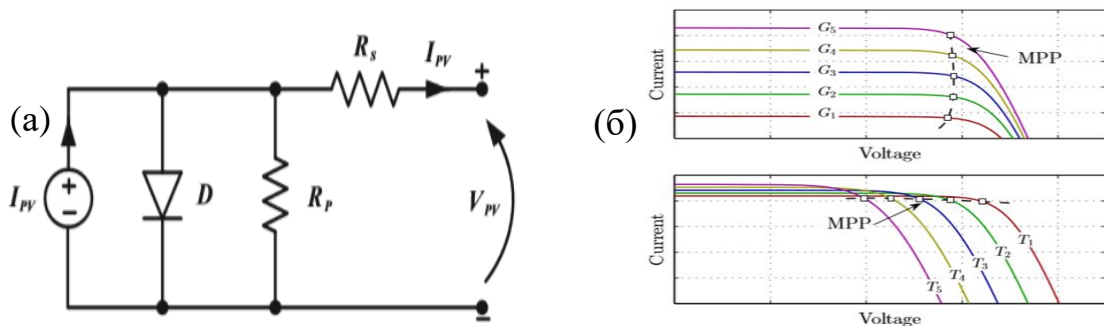 (а)
R_s
I_PV
+
I_PV
+
-
D
R_P
V_PV
-
(б)
Current
G_5
G_4
G_3
G_2
G_1
MPP
Voltage
Current
MPP
T_1
T_2
T_3
T_4
T_5
Voltage